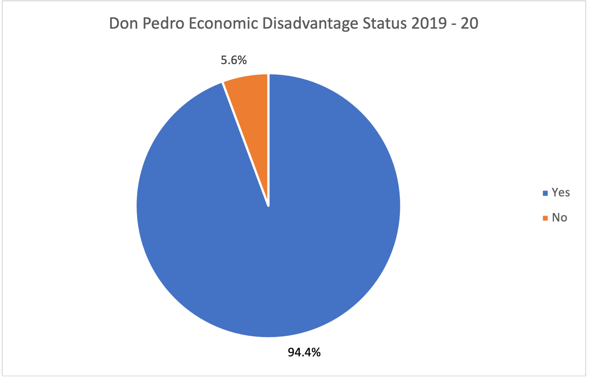 Don Pedro Economic Disadvantage Status 2019 - 20
5.6%
Yes
No
94.4%